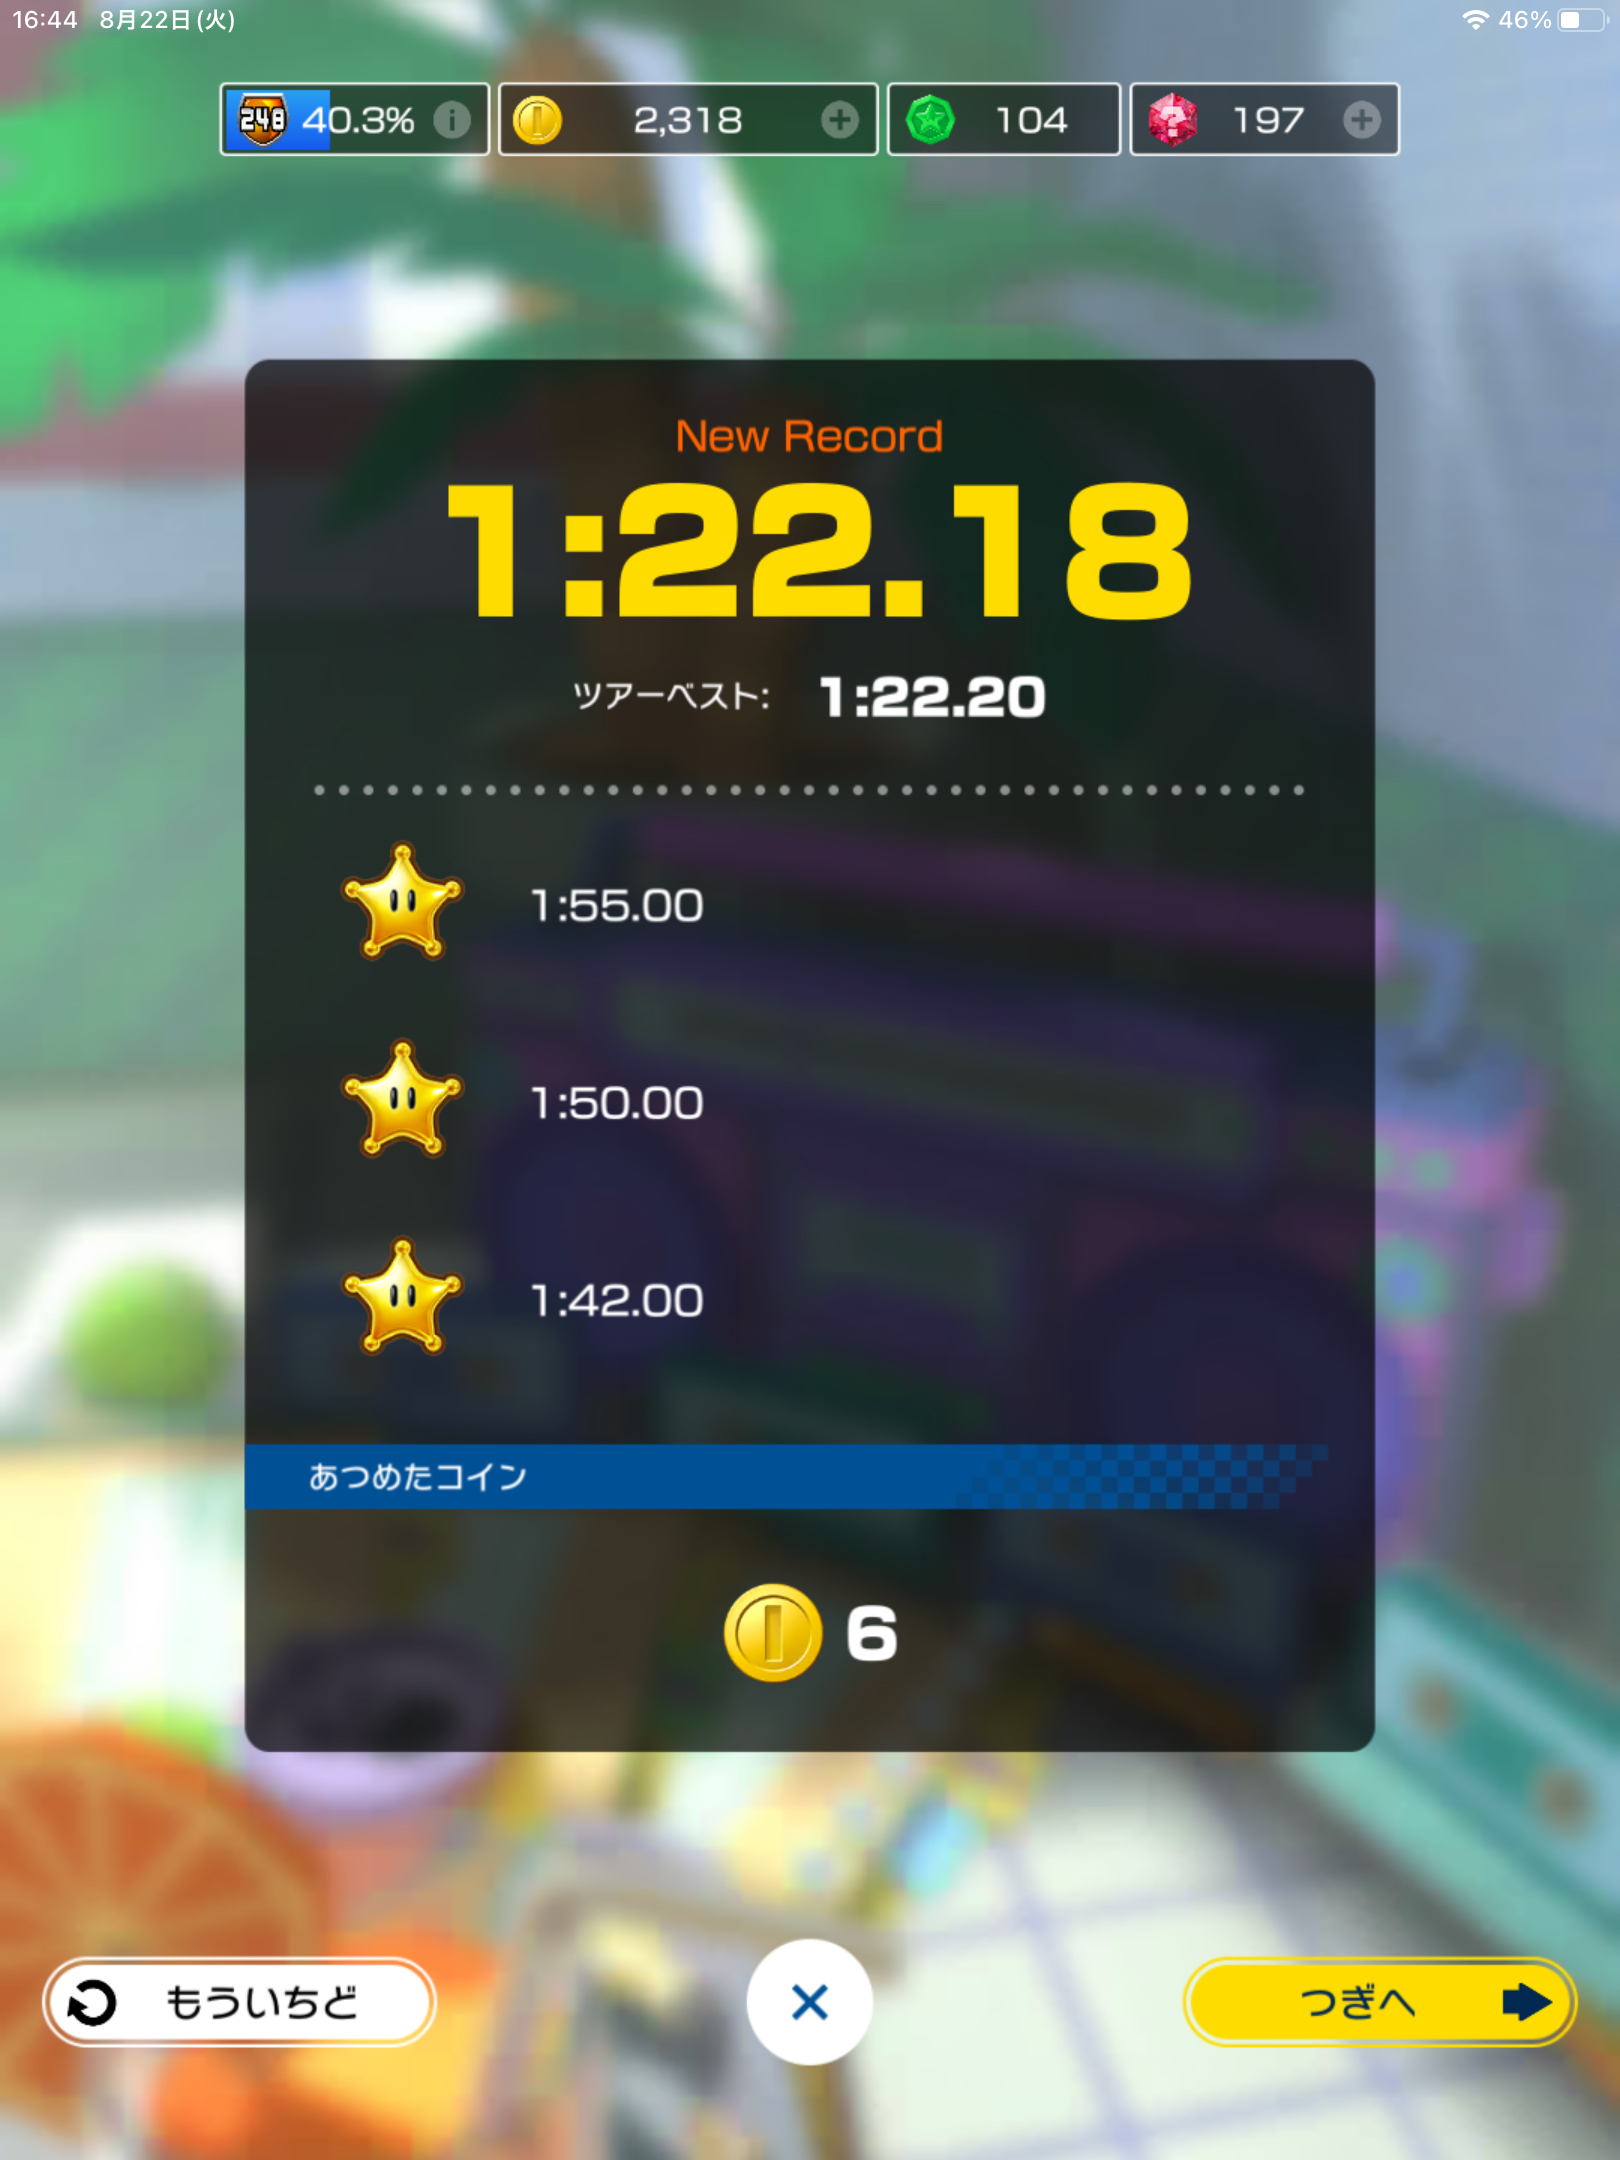 16:44 8月22日(火) 46%
248 40.3% i 2,318 + 104 ? 197 +
New Record
1:22.18
ツアーベスト: 1:22.20
1:55.00
1:50.00
1:42.00
あつめたコイン
6
もういちど × つぎへ